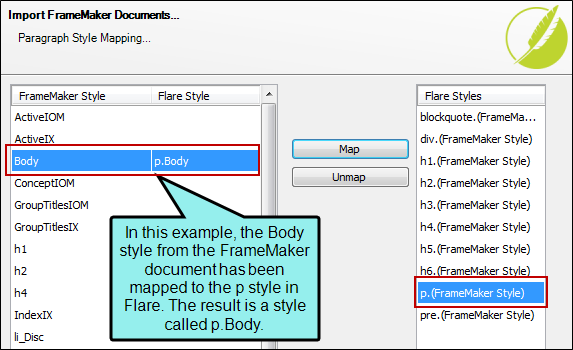 Import FrameMaker Documents...
Paragraph Style Mapping...
FrameMaker Style Flare Style
ActiveIOM
ActiveIX
Body p.Body
ConceptIOM
GroupTitlesIOM
GroupTitlesIX
h1
h2
h4
IndexIX
li_Disc
In this example, the Body
style from the FrameMaker
document has been
mapped to the p style in
Flare. The result is a style
called p.Body.
Map
Unmap
Flare Styles
blockquote.(FrameMa...
div.(FrameMaker Style)
h1.(FrameMaker Style)
h2.(FrameMaker Style)
h3.(FrameMaker Style)
h4.(FrameMaker Style)
h5.(FrameMaker Style)
h6.(FrameMaker Style)
p.(FrameMaker Style)
pre.(FrameMaker Style)